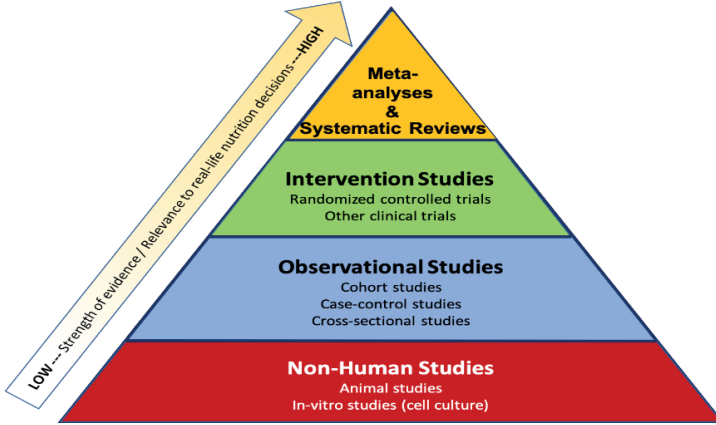 LOW --- Strength of evidence / Relevance to real-life nutrition decisions ---HIGH
Meta-
analyses
&
Systematic Reviews
Intervention Studies
Randomized controlled trials
Other clinical trials
Observational Studies
Cohort studies
Case-control studies
Cross-sectional studies
Non-Human Studies
Animal studies
In-vitro studies (cell culture)